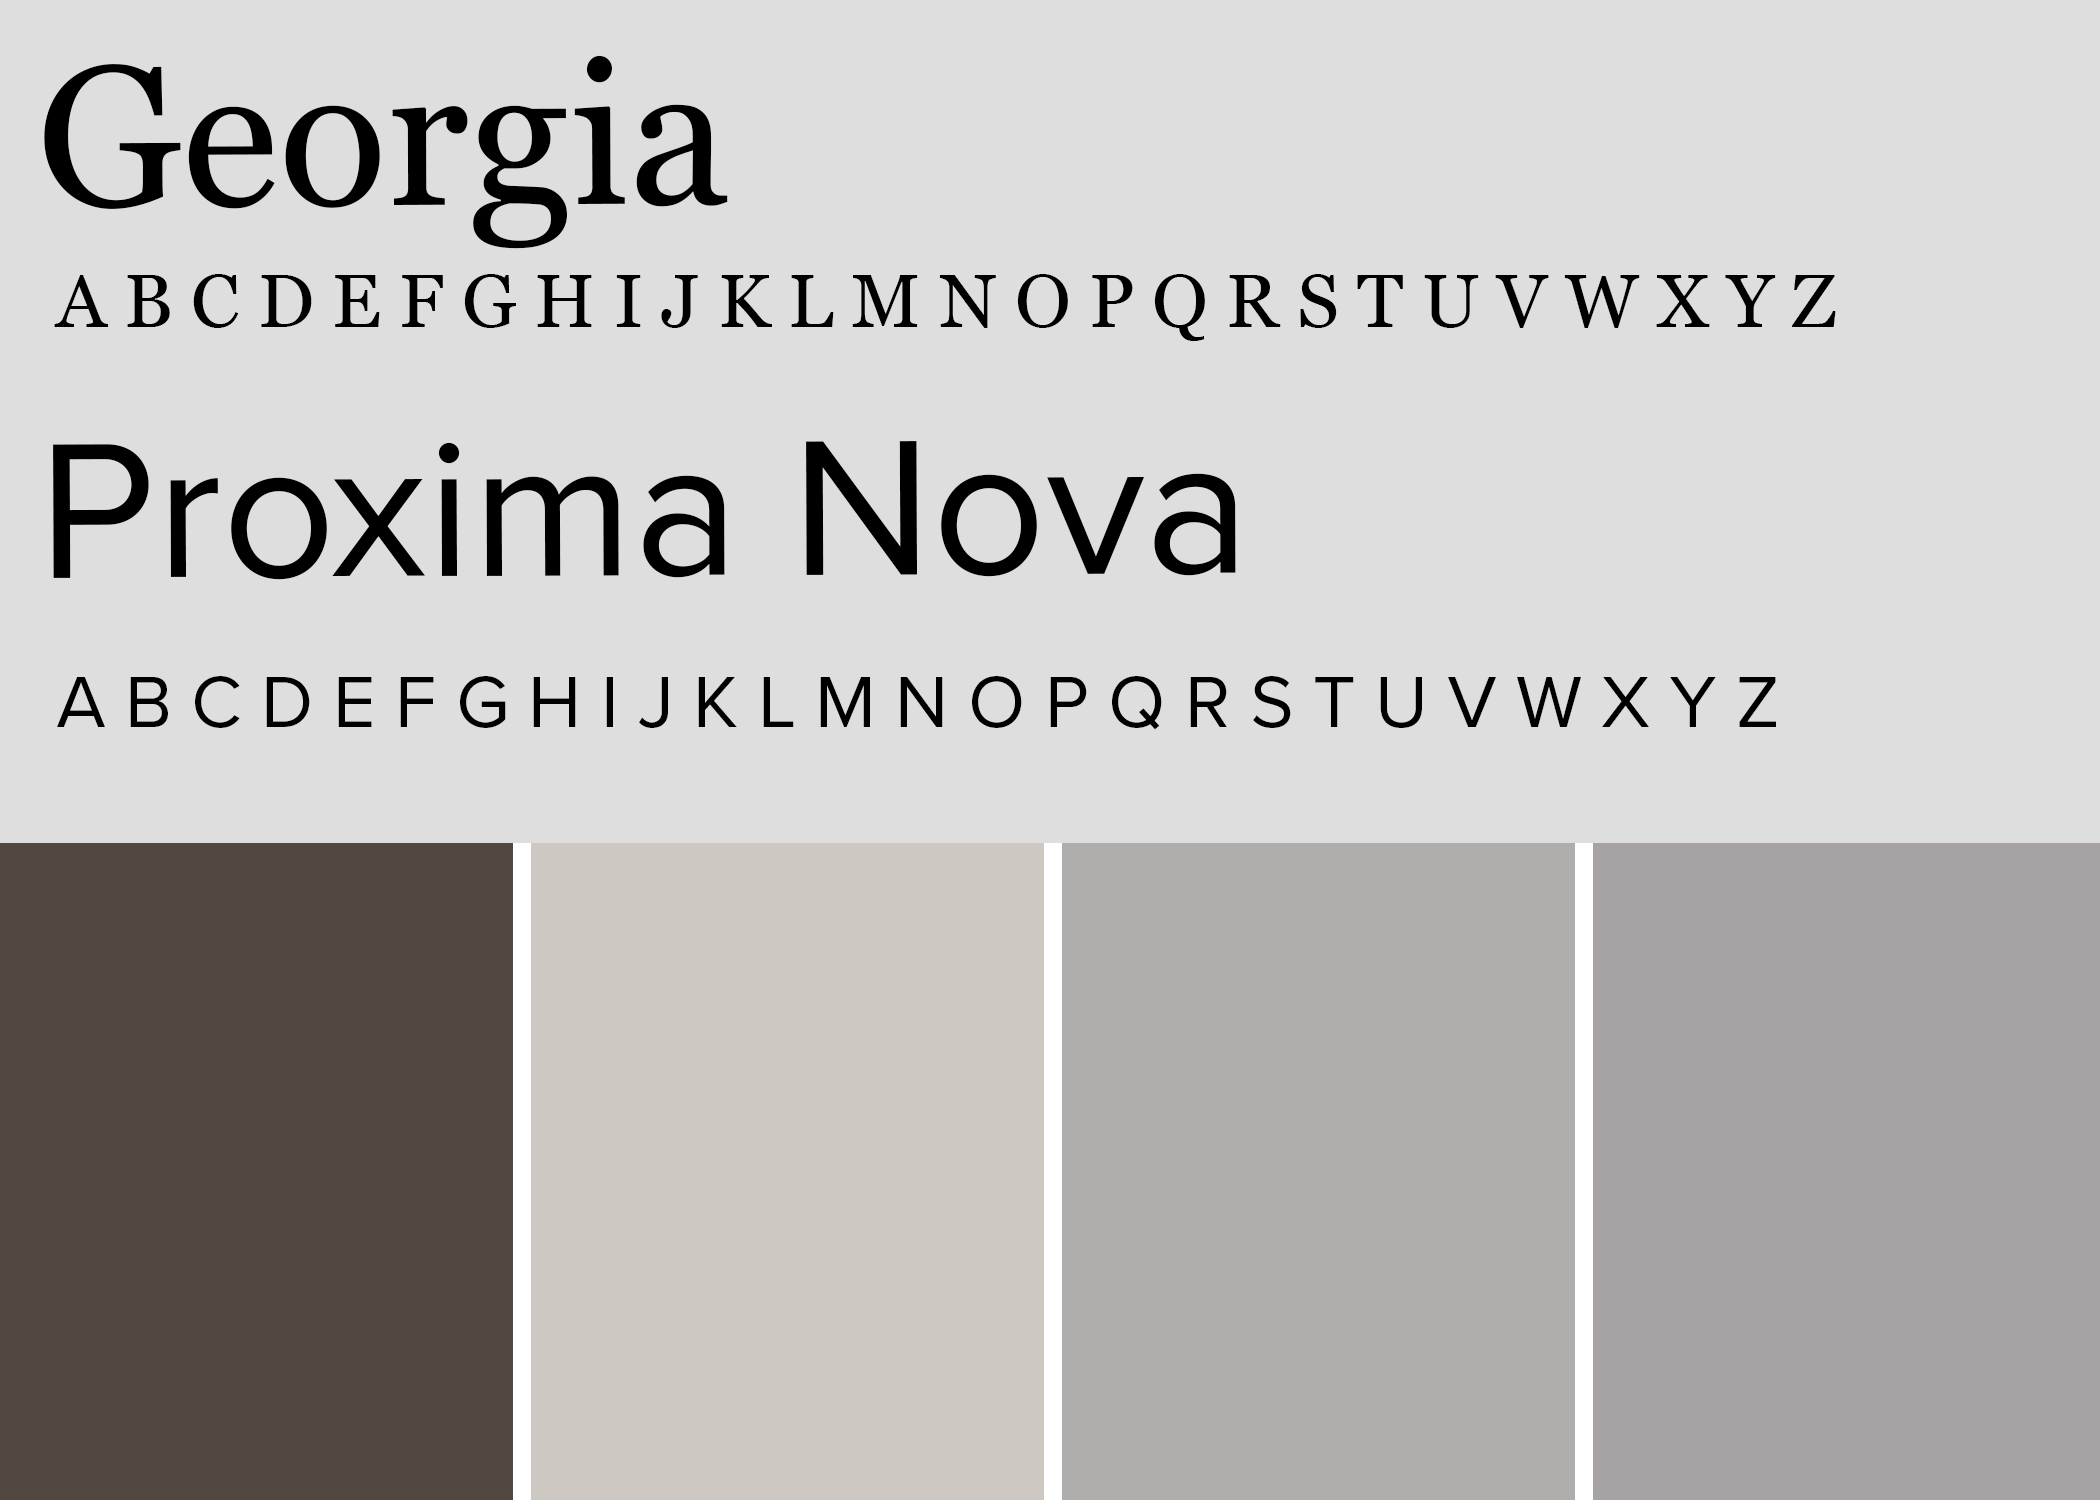 Georgia
A B C D E F G H I J K L M N O P Q R S T U V W X Y Z
Proxima Nova
A B C D E F G H I J K L M N O P Q R S T U V W X Y Z